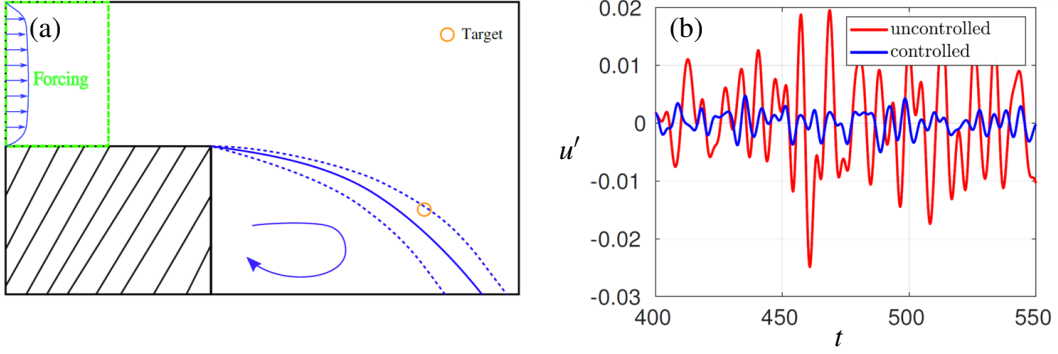 (a)
Target
Forcing
(b)
uncontrolled
controlled
0.02
0.01
0
-0.01
-0.02
-0.03
u′
400
450
500
550
t